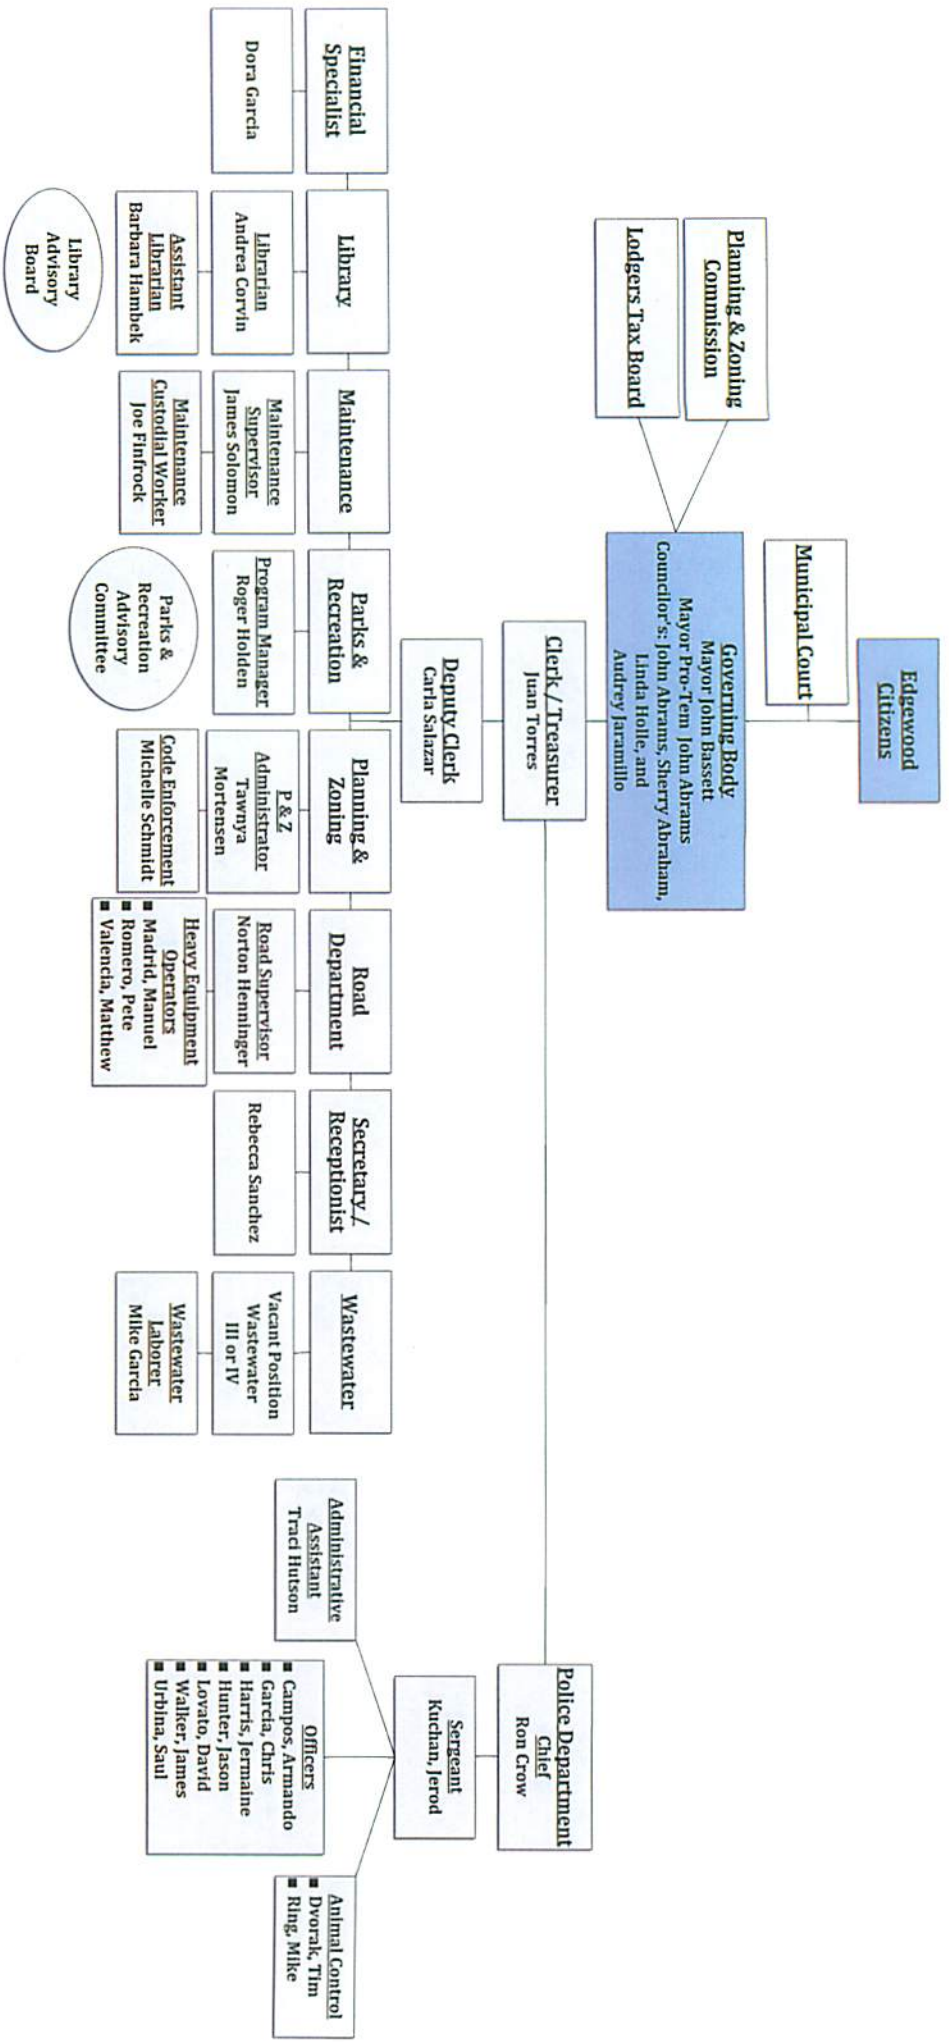 Edgewood
Citizens
Municipal Court
Planning & Zoning
Commission
Lodgers Tax Board
Governing Body
Mayor John Bassett
Mayor Pro-Tem John Abrams
Councilor's: John Abrams, Sherry Abraham,
Linda Holle, and
Audrey Jaramillo
Clerk / Treasurer
Juan Torres
Deputy Clerk
Carla Salazar
Police Department
Chief
Ron Crow
Sergeant
Kuchan, Jerod
Administrative
Assistant
Traci Hutson
Officers
■ Campos, Armando
■ Garcia, Chris
■ Harris, Jermaine
■ Hunter, Jason
■ Lovato, David
■ Walker, James
■ Urbina, Saul
Animal Control
■ Dvorak, Tim
■ Ring, Mike
Financial
Specialist
Dora Garcia
Library
Librarian
Andrea Corvin
Assistant
Librarian
Barbara Hambek
Library
Advisory
Board
Maintenance
Maintenance
Supervisor
James Solomon
Maintenance
Custodial Worker
Joe Finfrock
Parks &
Recreation
Program Manager
Roger Holden
Parks &
Recreation
Advisory
Committee
Planning &
Zoning
P & Z
Administrator
Tawnya
Mortensen
Code Enforcement
Michelle Schmidt
Road
Department
Road Supervisor
Norton Henninger
Heavy Equipment
Operators
■ Madrid, Manuel
■ Romero, Pete
■ Valencia, Matthew
Secretary /
Receptionist
Rebecca Sanchez
Wastewater
Vacant Position
Wastewater
III or IV
Wastewater
Laborer
Mike Garcia